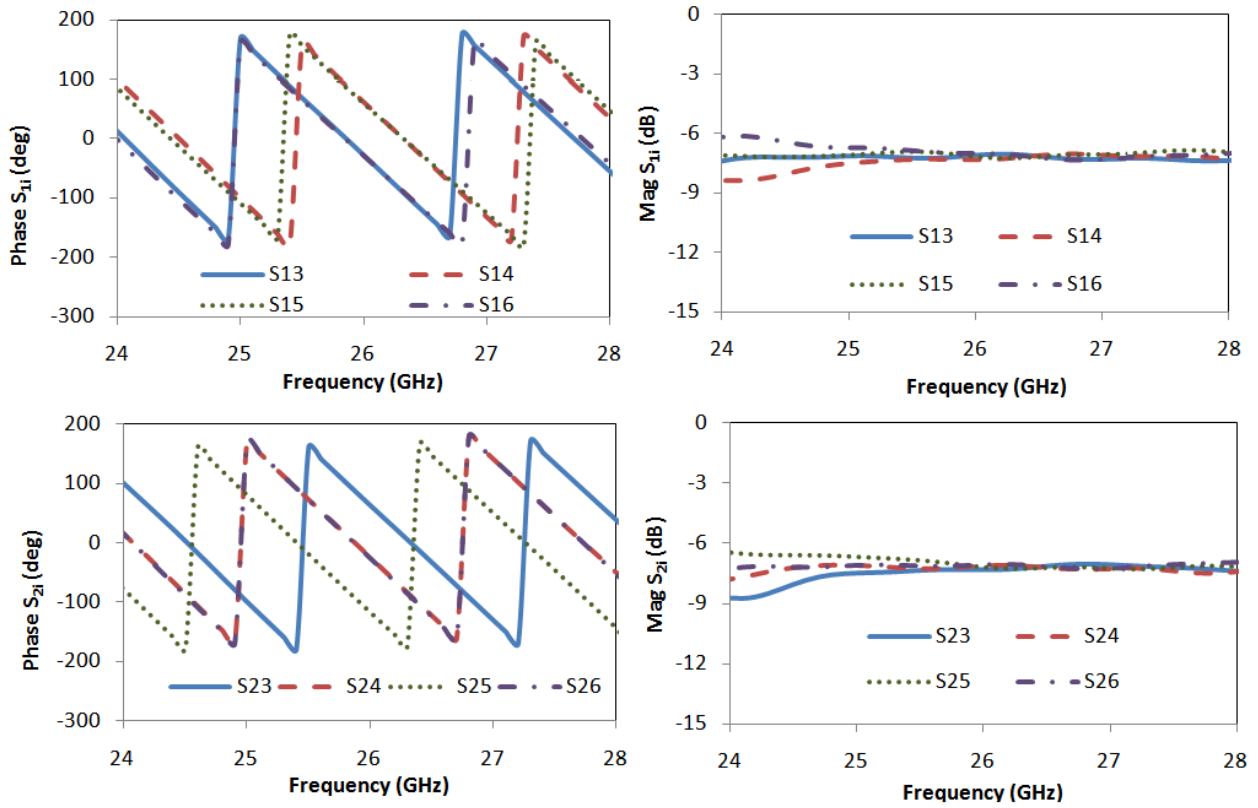 200
100
0
-100
-200
-300
Phase S1i (deg)
S13
S14
S15
S16
24 25 26 27 28
Frequency (GHz)
0
-3
-6
-9
-12
-15
Mag S1i (dB)
S13
S14
S15
S16
24 25 26 27 28
Frequency (GHz)
200
100
0
-100
-200
-300
Phase S2i (deg)
S23 S24 S25 S26
24 25 26 27 28
Frequency (GHz)
0
-3
-6
-9
-12
-15
Mag S2i (dB)
S23
S24
S25
S26
24 25 26 27 28
Frequency (GHz)